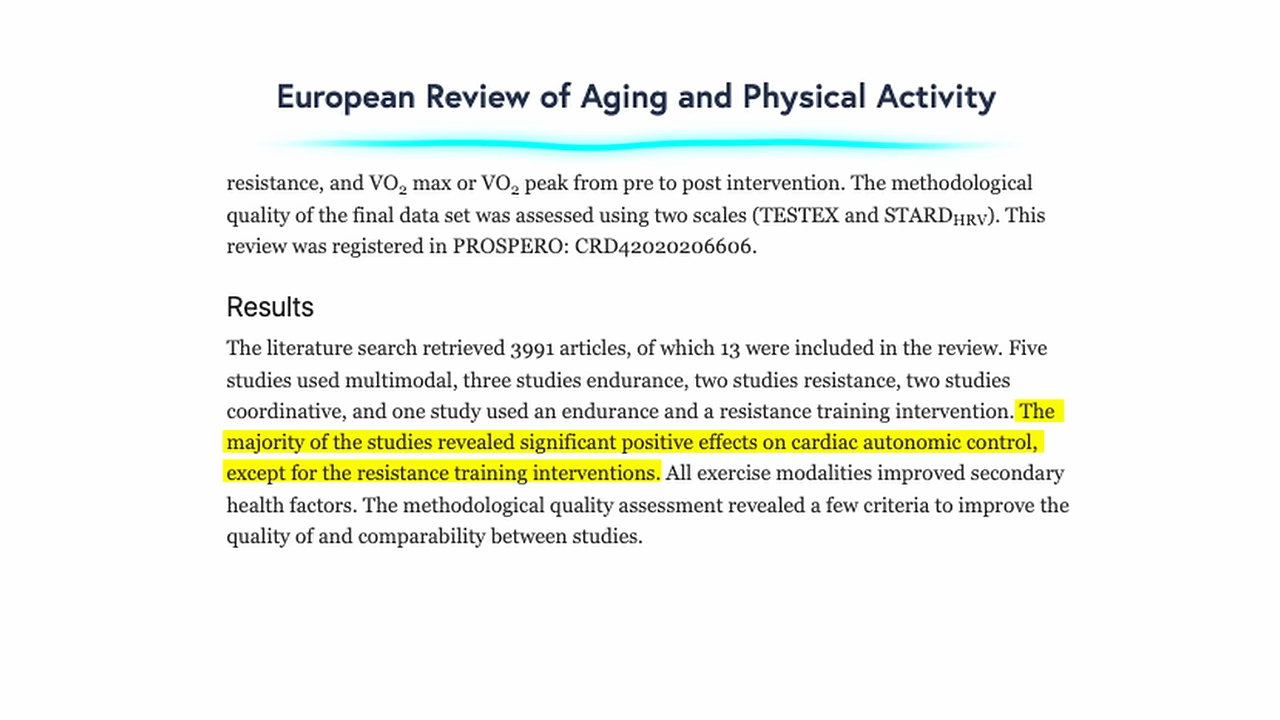 European Review of Aging and Physical Activity
resistance, and VO₂ max or VO₂ peak from pre to post intervention. The methodological
quality of the final data set was assessed using two scales (TESTEX and STARDHRV). This
review was registered in PROSPERO: CRD42020206606.
Results
The literature search retrieved 3991 articles, of which 13 were included in the review. Five
studies used multimodal, three studies endurance, two studies resistance, two studies
coordinative, and one study used an endurance and a resistance training intervention. The
majority of the studies revealed significant positive effects on cardiac autonomic control,
except for the resistance training interventions. All exercise modalities improved secondary
health factors. The methodological quality assessment revealed a few criteria to improve the
quality of and comparability between studies.